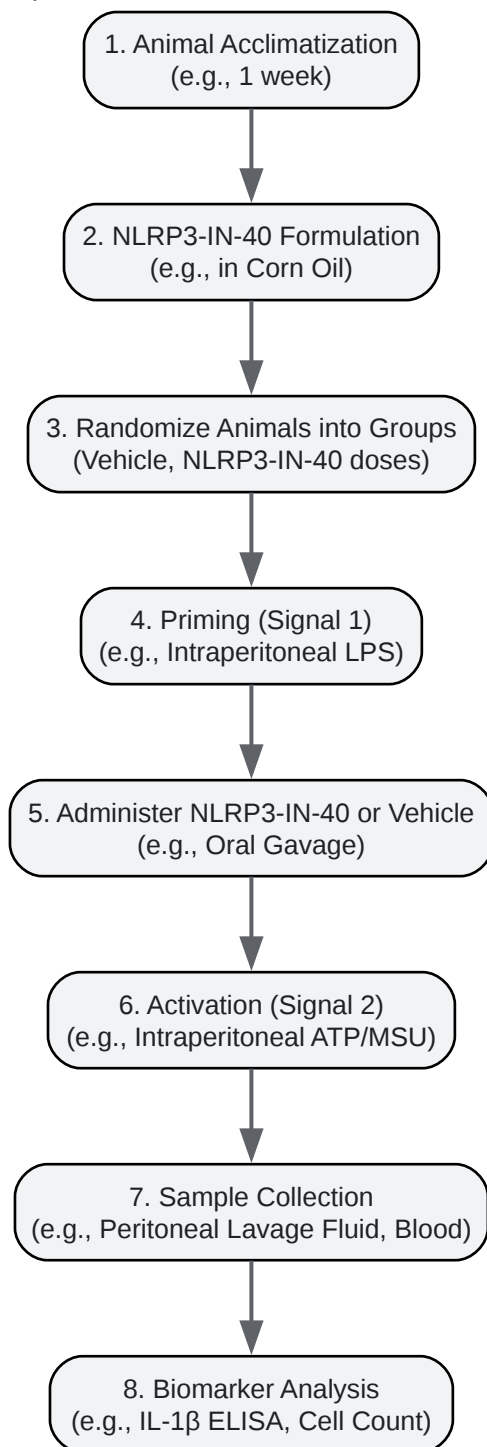 1. Animal Acclimatization
(e.g., 1 week)
2. NLRP3-IN-40 Formulation
(e.g., in Corn Oil)
3. Randomize Animals into Groups
(Vehicle, NLRP3-IN-40 doses)
4. Priming (Signal 1)
(e.g., Intraperitoneal LPS)
5. Administer NLRP3-IN-40 or Vehicle
(e.g., Oral Gavage)
6. Activation (Signal 2)
(e.g., Intraperitoneal ATP/MSU)
7. Sample Collection
(e.g., Peritoneal Lavage Fluid, Blood)
8. Biomarker Analysis
(e.g., IL-1β ELISA, Cell Count)